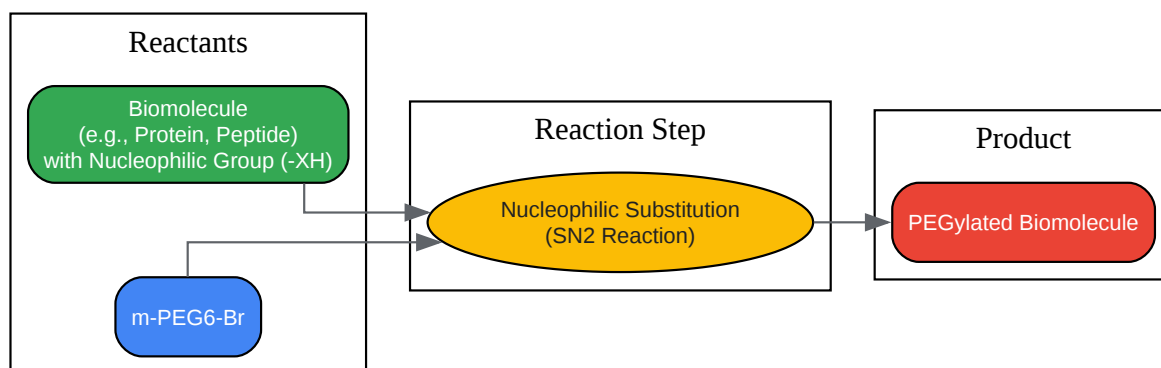 Reactants
Biomolecule
(e.g., Protein, Peptide)
with Nucleophilic Group (-XH)
m-PEG6-Br
Reaction Step
Nucleophilic Substitution
(SN2 Reaction)
Product
PEGylated Biomolecule